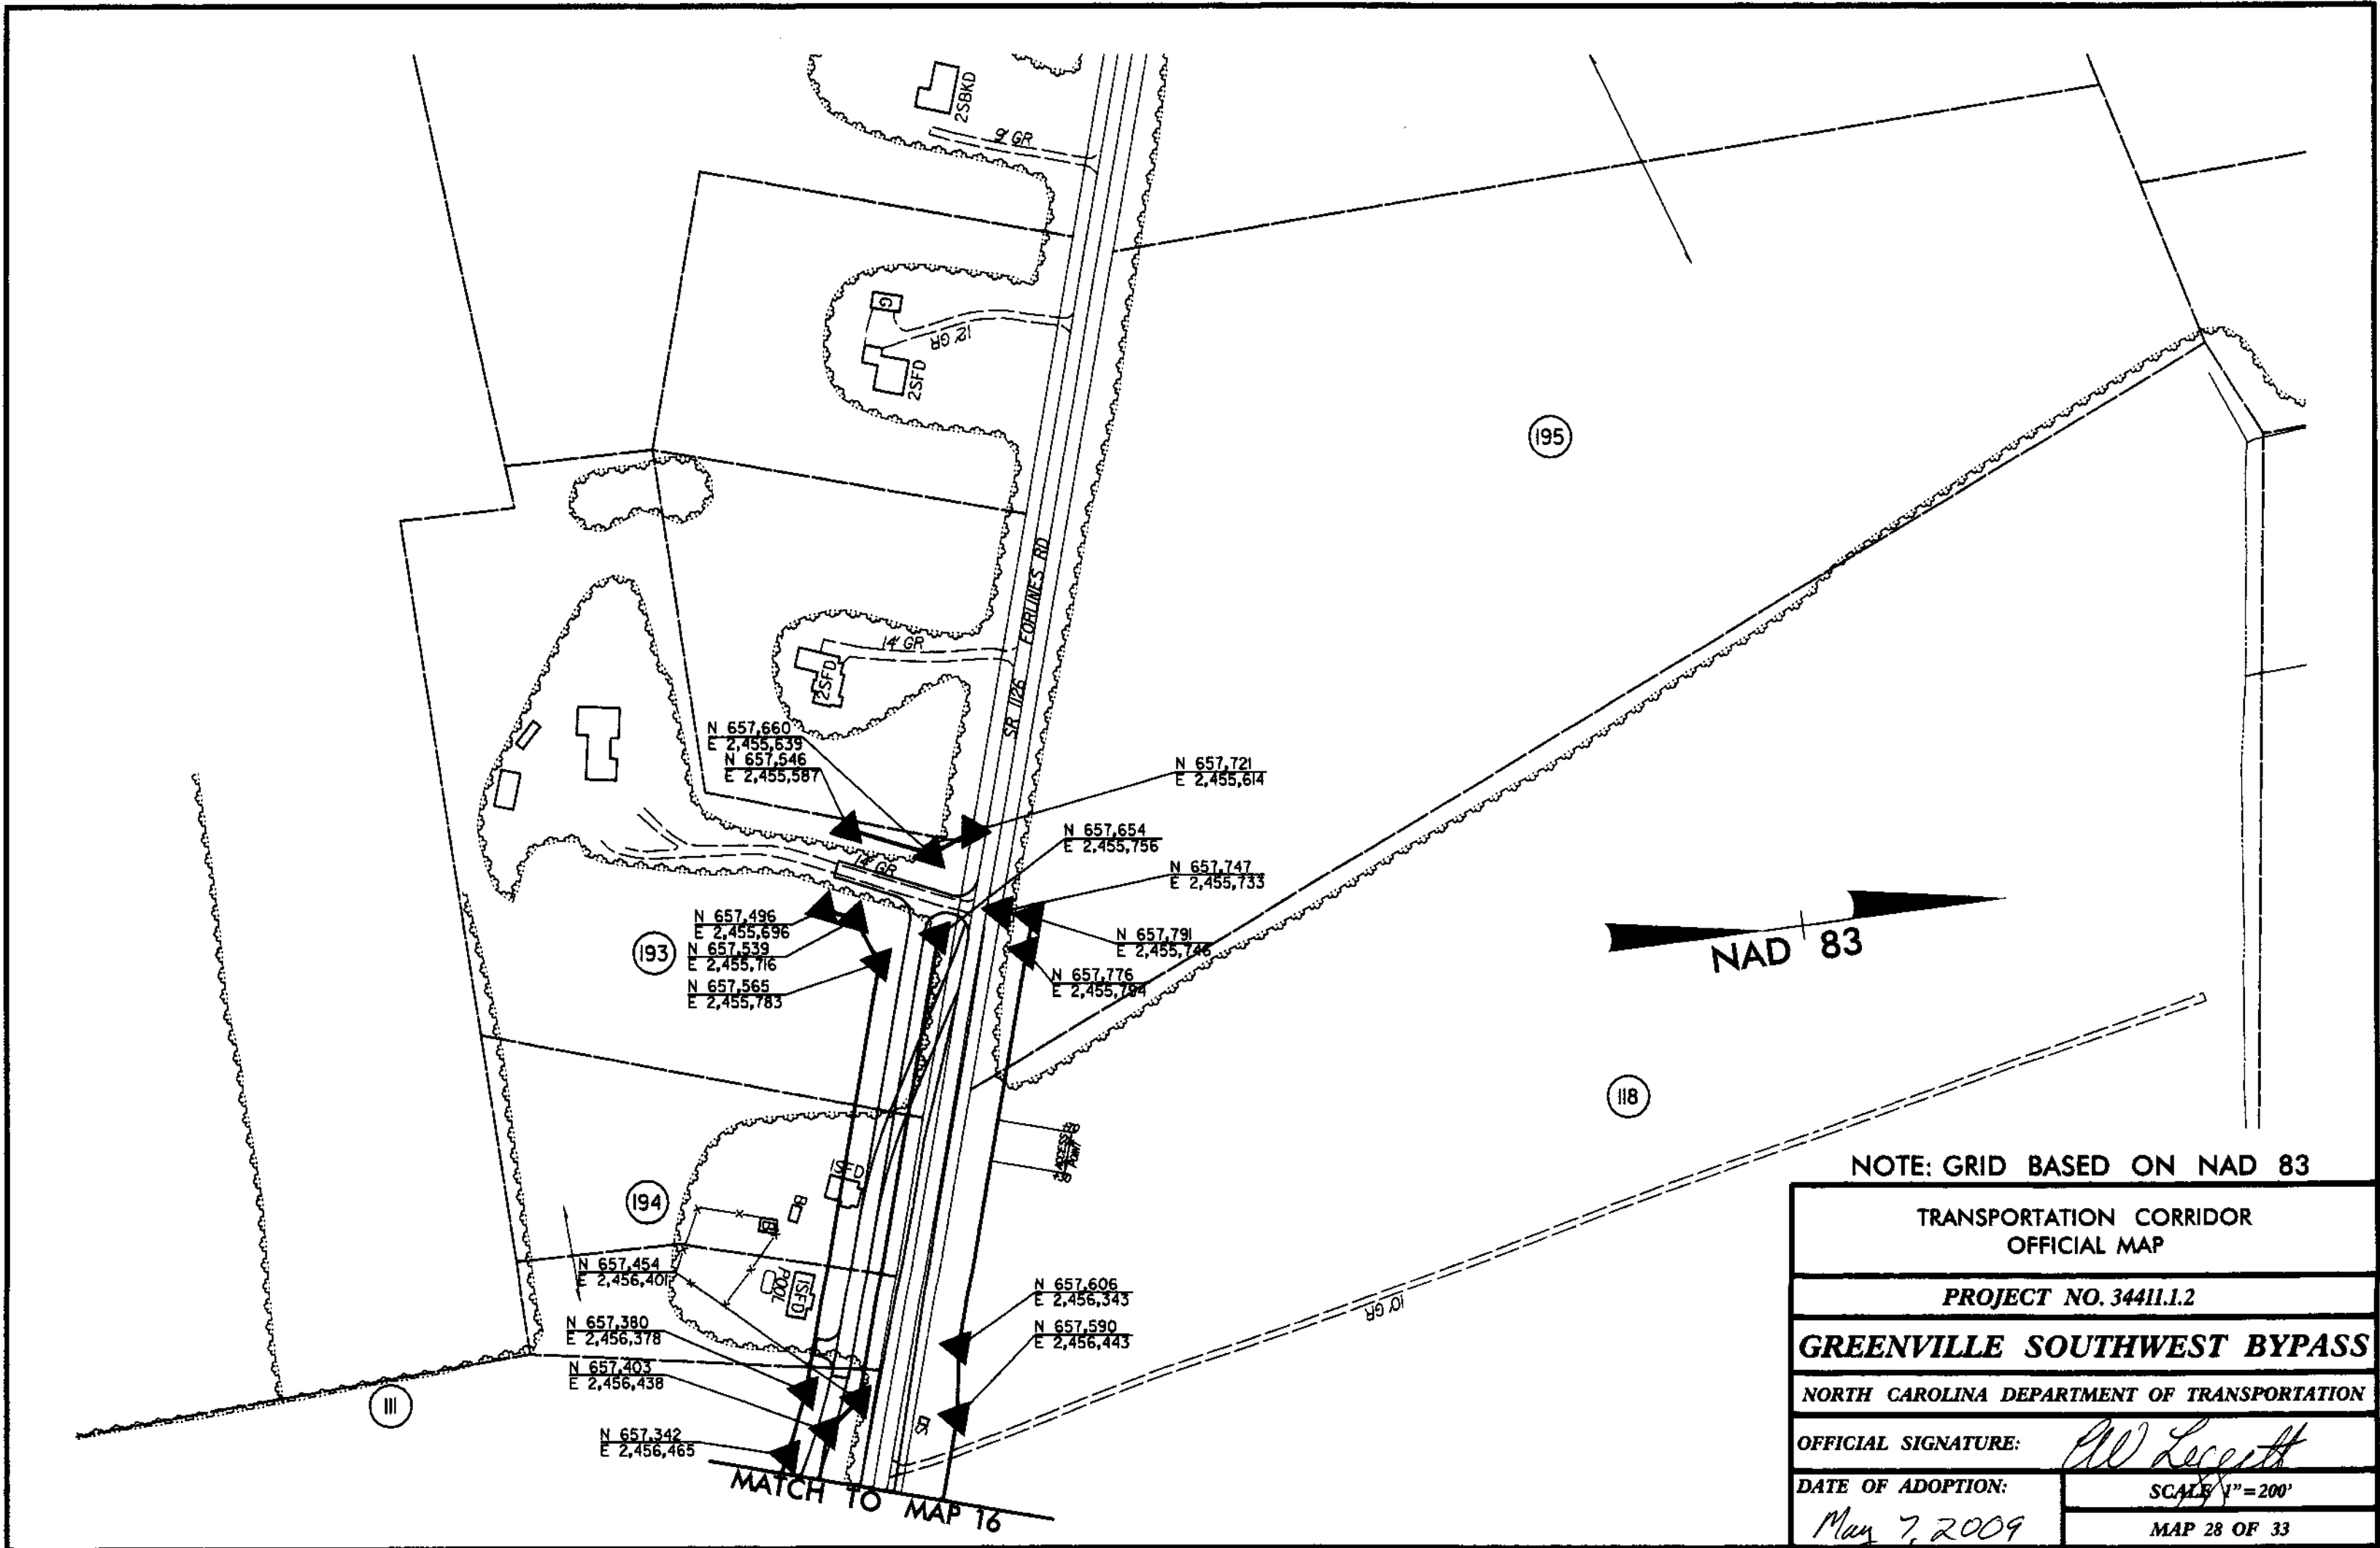 2SBKD
9' GR
G
12' GR
2SFD
195
SR 1126 FORLINES RD
14' GR
2SFD
N 657,660
E 2,455,639
N 657,546
E 2,455,587
N 657,721
E 2,455,614
N 657,654
E 2,455,756
N 657,747
E 2,455,733
14' GR
N 657,496
E 2,455,696
193
N 657,539
E 2,455,716
N 657,565
E 2,455,783
N 657,791
E 2,455,746
N 657,776
E 2,455,794
NAD 83
118
ACCESS
POINT
1SFD
194
B
POOL
1SFD
N 657,454
E 2,456,401
N 657,380
E 2,456,378
N 657,403
E 2,456,438
N 657,342
E 2,456,465
N 657,606
E 2,456,343
N 657,590
E 2,456,443
10' GR
111
MATCH TO MAP 16
NOTE: GRID BASED ON NAD 83
TRANSPORTATION CORRIDOR
OFFICIAL MAP
PROJECT NO. 34411.1.2
GREENVILLE SOUTHWEST BYPASS
NORTH CAROLINA DEPARTMENT OF TRANSPORTATION
OFFICIAL SIGNATURE: PW Leggett
DATE OF ADOPTION:
May 7, 2009
SCALE 1"=200'
MAP 28 OF 33